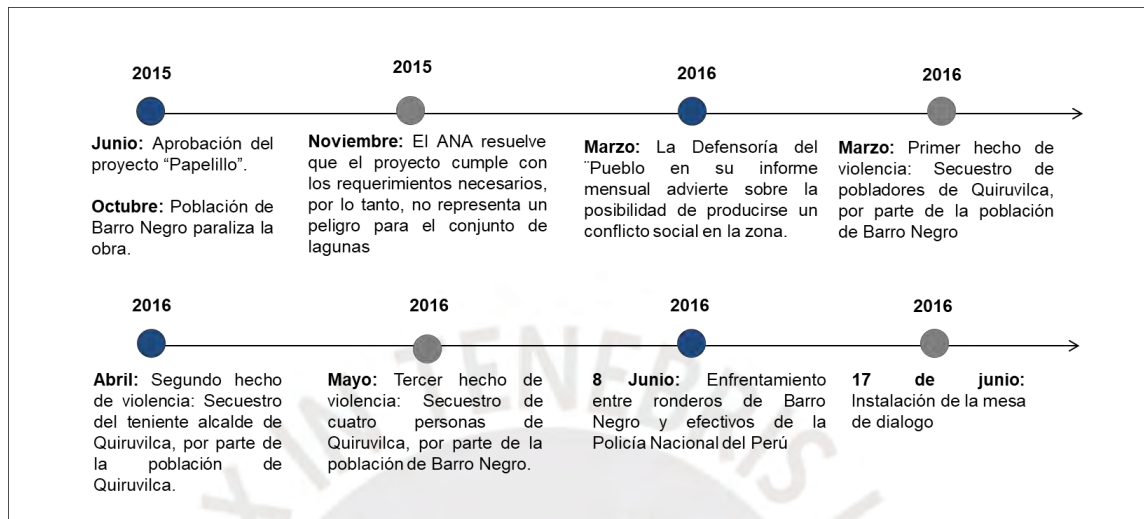 2015
Junio: Aprobación del
proyecto “Papelillo”.
Octubre: Población de
Barro Negro paraliza la
obra.
2015
Noviembre: El ANA resuelve
que el proyecto cumple con
los requerimientos necesarios,
por lo tanto, no representa un
peligro para el conjunto de
lagunas
2016
Marzo: La Defensoría del
¨Pueblo en su informe
mensual advierte sobre la
posibilidad de producirse un
conflicto social en la zona.
2016
Marzo: Primer hecho de
violencia: Secuestro de
pobladores de Quiruvilca,
por parte de la población
de Barro Negro
2016
Abril: Segundo hecho
de violencia: Secuestro
del teniente alcalde de
Quiruvilca, por parte de
la población de
Quiruvilca.
2016
Mayo: Tercer hecho de
violencia: Secuestro de
cuatro personas de
Quiruvilca, por parte de la
población de Barro Negro.
2016
8 Junio: Enfrentamiento
entre ronderos de Barro
Negro y efectivos de la
Policía Nacional del Perú
2016
17 de junio:
Instalación de la mesa
de dialogo
X IN TENEBRIS L